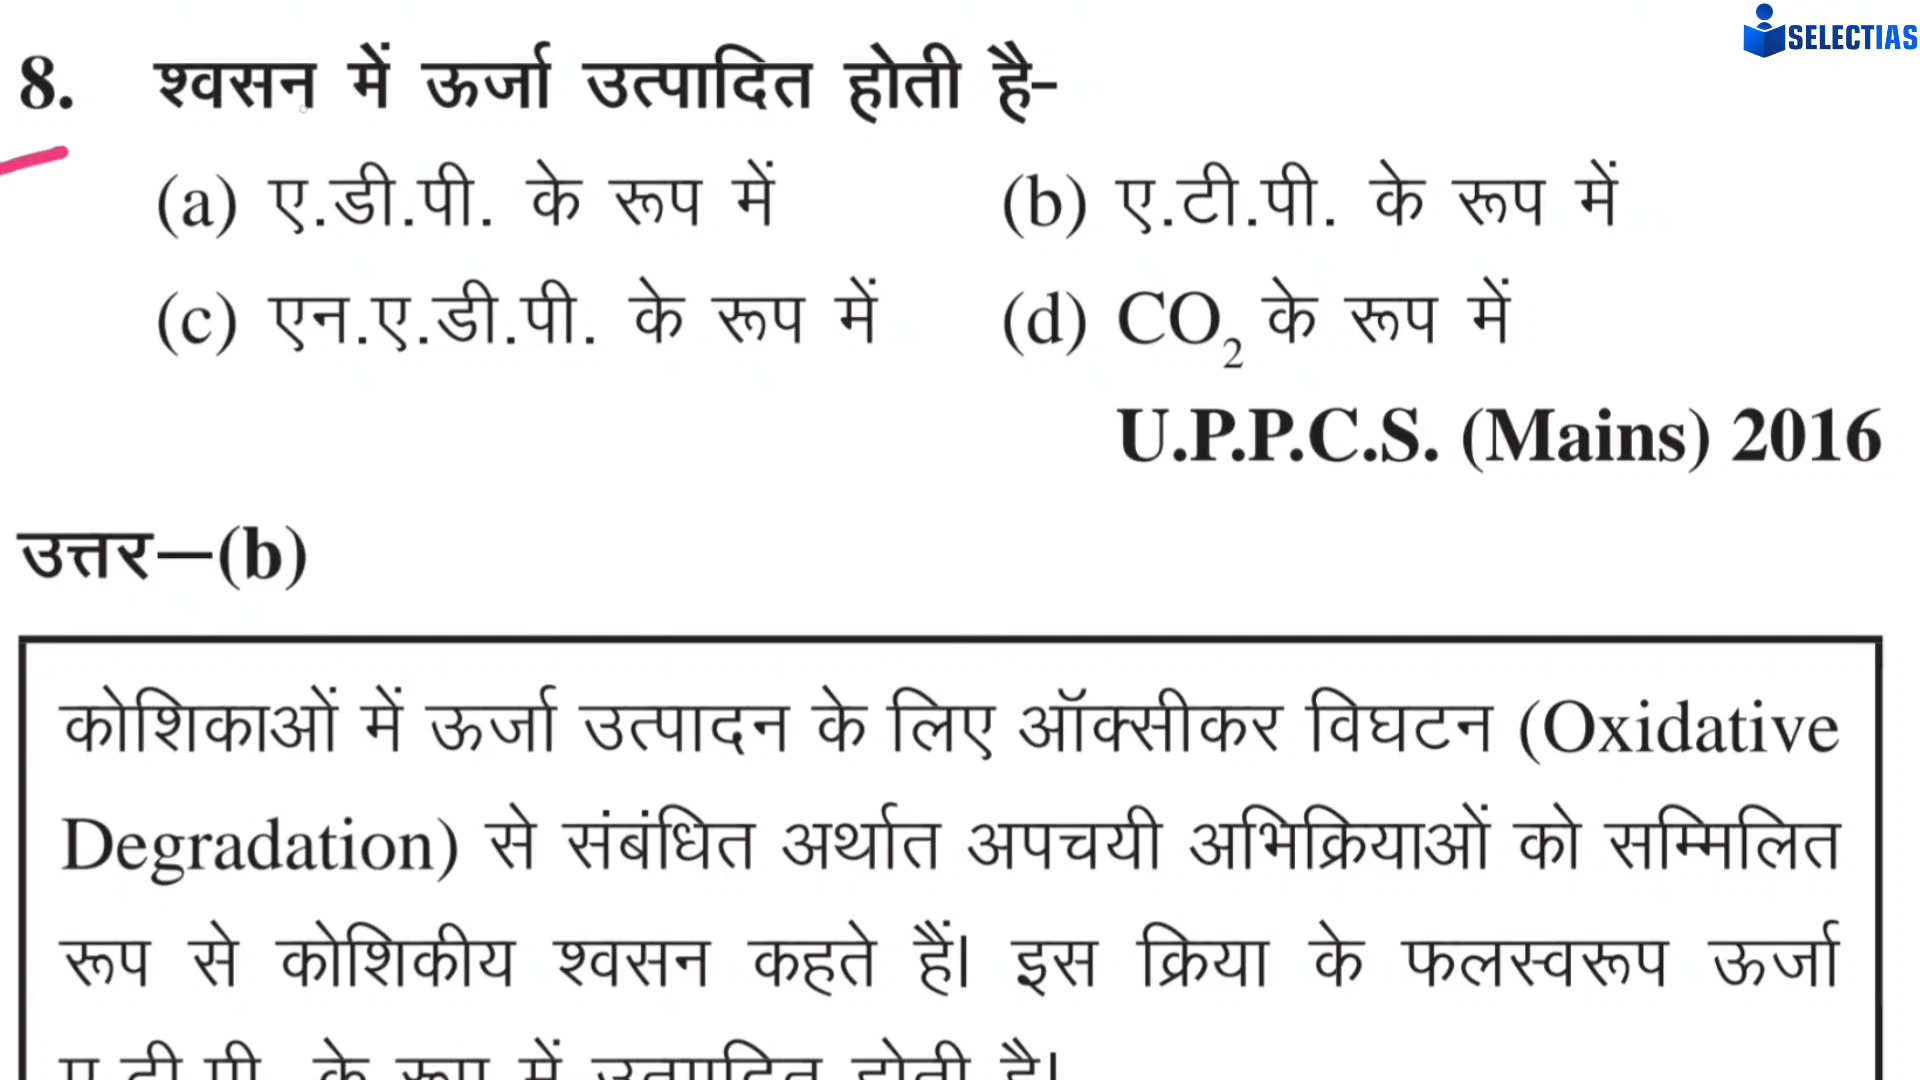 SELECTIAS
8. श्वसन में ऊर्जा उत्पादित होती है-
(a) ए.डी.पी. के रूप में (b) ए.टी.पी. के रूप में
(c) एन.ए.डी.पी. के रूप में (d) CO₂ के रूप में
U.P.P.C.S. (Mains) 2016
उत्तर—(b)
कोशिकाओं में ऊर्जा उत्पादन के लिए ऑक्सीकर विघटन (Oxidative
Degradation) से संबंधित अर्थात अपचयी अभिक्रियाओं को सम्मिलित
रूप से कोशिकीय श्वसन कहते हैं। इस क्रिया के फलस्वरूप ऊर्जा
ए.टी.पी. के रूप में उत्पादित होती है।